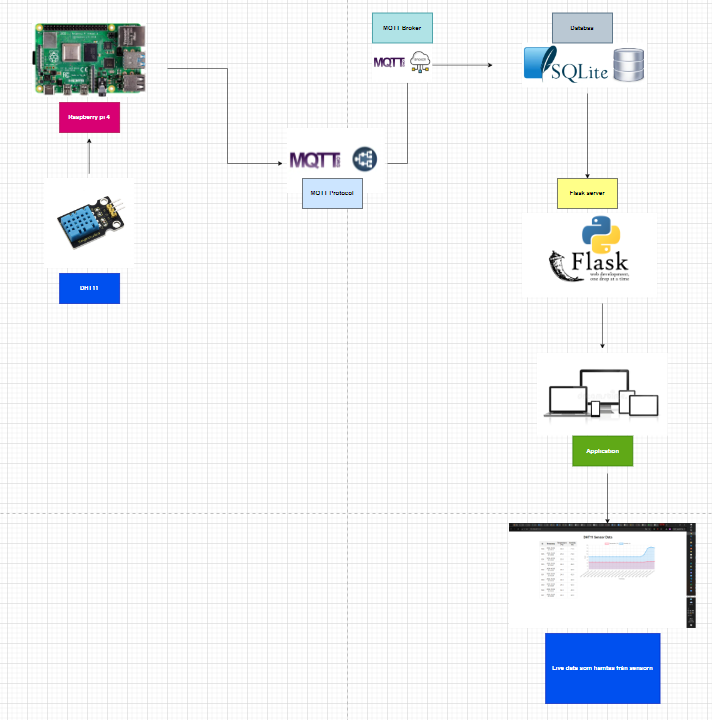 MQTT Broker
Databas
MQTT
SQLite
Raspberry pi 4
MQTT
MQTT Protocol
Flask server
Flask
web development,
one drop at a time
DHT11
Application
DHT11 Sensor Data
Live data som hämtas från sensorn